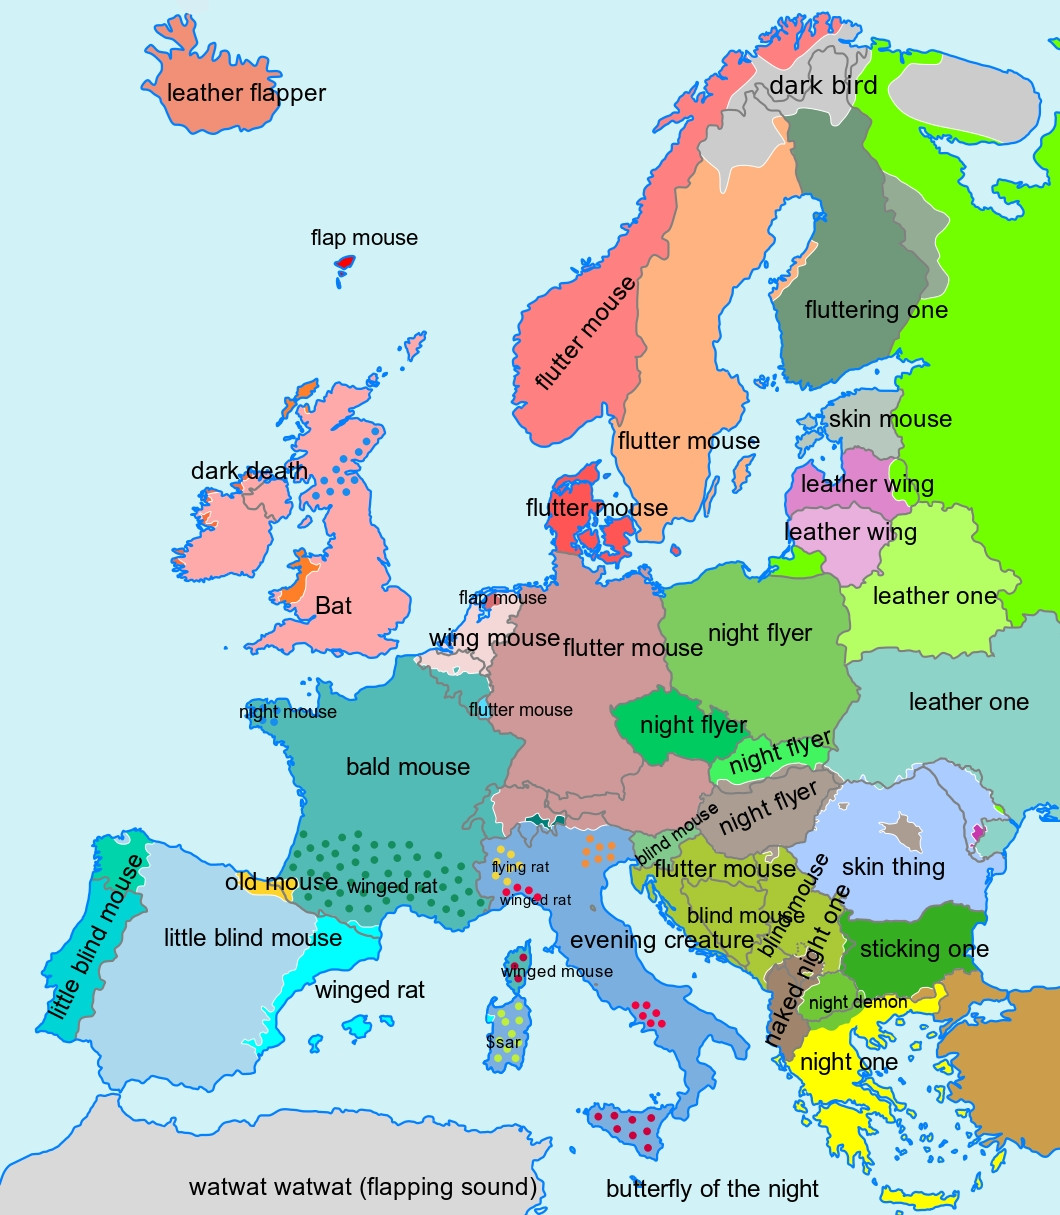 dark bird
leather flapper
flap mouse
flutter mouse
fluttering one
skin mouse
flutter mouse
dark death
leather wing
flutter mouse
leather wing
leather one
flap mouse
Bat
night flyer
wing mouse
flutter mouse
leather one
flutter mouse
night mouse
night flyer
night flyer
bald mouse
night flyer
blind mouse
skin thing
flying rat
flutter mouse
old mouse
winged rat
winged rat
blind mouse
blind mouse
little blind mouse
little blind mouse
evening creature
naked night one
sticking one
winged mouse
winged rat
night demon
$sar
night one
watwat watwat (flapping sound)
butterfly of the night